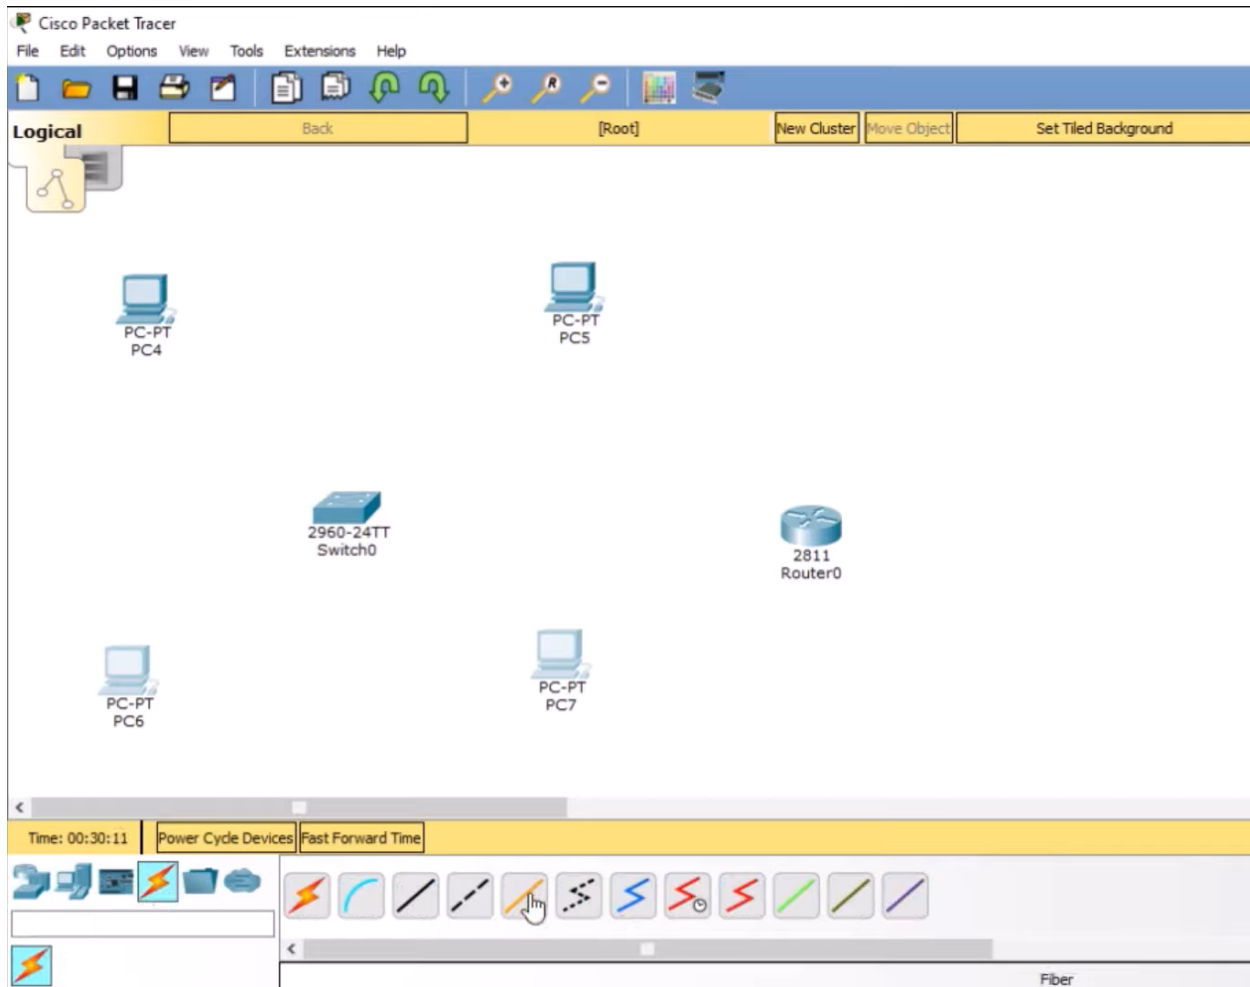 Cisco Packet Tracer
File Edit Options View Tools Extensions Help
R
Logical Back [Root] New Cluster Move Object Set Tiled Background
PC-PT
PC4
PC-PT
PC5
2960-24TT
Switch0
2811
Router0
PC-PT
PC6
PC-PT
PC7
Time: 00:30:11 Power Cycle Devices Fast Forward Time
Fiber